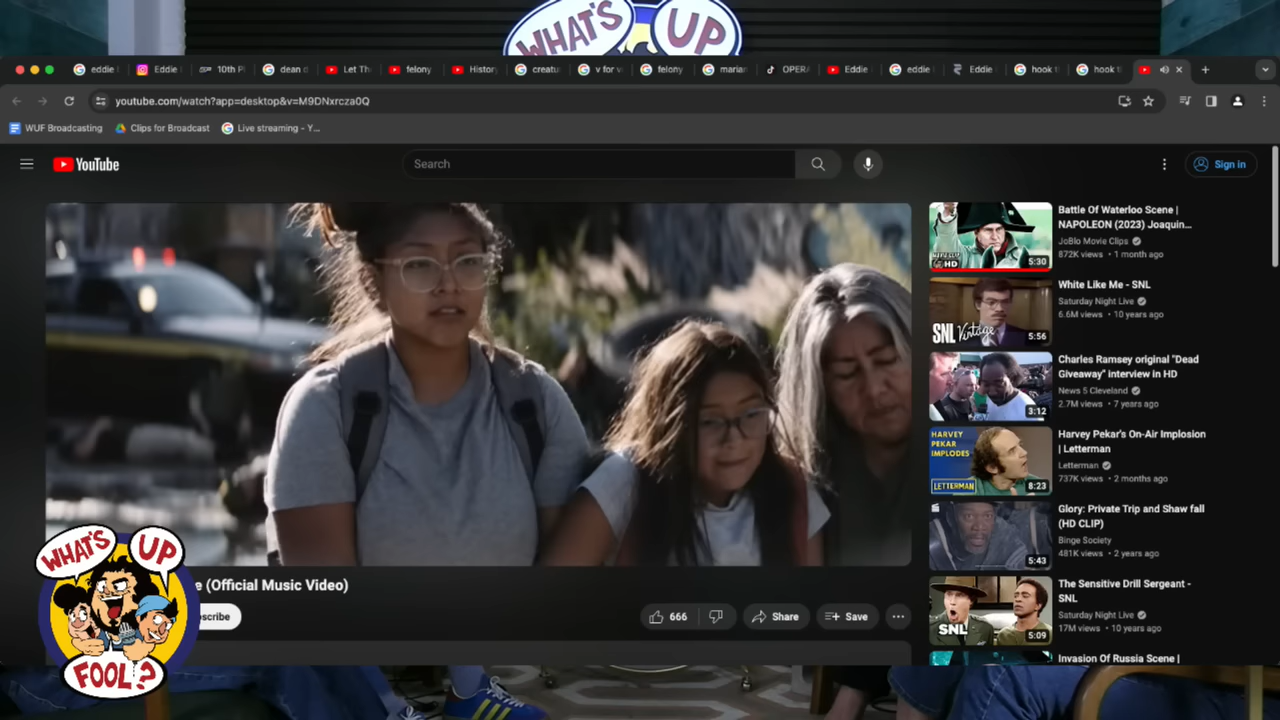 WHAT'S UP
eddie
Eddie
10th P
dean d
Let Th
felony
Histor
creatu
v for v
felony
marian
OPERA
Eddie
eddie
Eddie
hook t
hook t
youtube.com/watch?app=desktop&v=M9DNxrcza0Q
WUF Broadcasting
Clips for Broadcast
Live streaming - Y...
YouTube
Search
Sign in
Battle Of Waterloo Scene |
NAPOLEON (2023) Joaquin...
JoBlo Movie Clips
872K views • 1 month ago
HD
5:30
White Like Me - SNL
Saturday Night Live
6.6M views • 10 years ago
SNL Vintage
5:56
Charles Ramsey original "Dead
Giveaway" interview in HD
News 5 Cleveland
2.7M views • 7 years ago
3:12
Harvey Pekar's On-Air Implosion
| Letterman
Letterman
737K views • 2 months ago
HARVEY
PEKAR
IMPLODES
LETTERMAN
8:23
Glory: Private Trip and Shaw fall
(HD CLIP)
Binge Society
481K views • 2 years ago
5:43
The Sensitive Drill Sergeant -
SNL
Saturday Night Live
17M views • 10 years ago
SNL
5:09
Invasion Of Russia Scene |
e (Official Music Video)
scribe
666
Share
Save
WHAT'S UP
FOOL?